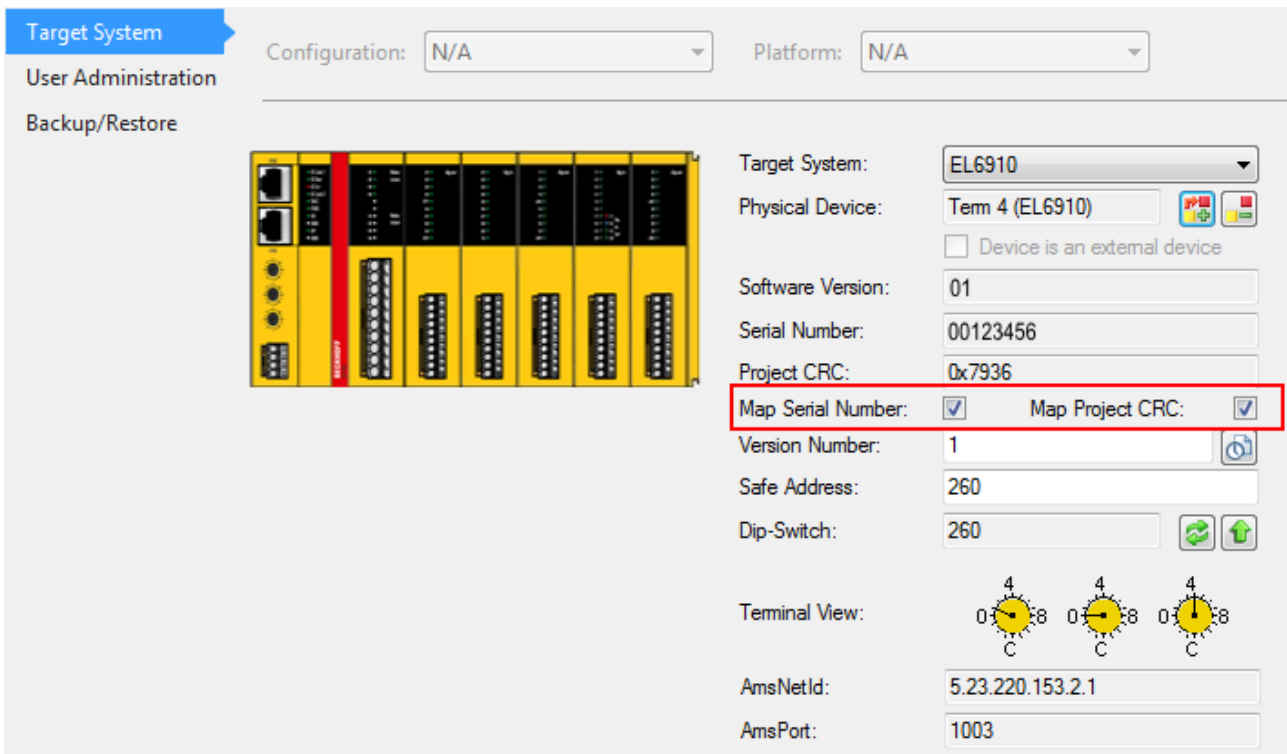 Target System
User Administration
Backup/Restore
Configuration: N/A Platform: N/A
BECKHOFF
Target System: EL6910
Physical Device: Term 4 (EL6910)
Device is an external device
Software Version: 01
Serial Number: 00123456
Project CRC: 0x7936
Map Serial Number: Map Project CRC:
Version Number: 1
Safe Address: 260
Dip-Switch: 260
Terminal View:
4 4 4
0 8 0 8 0 8
C C C
AmsNetId: 5.23.220.153.2.1
AmsPort: 1003